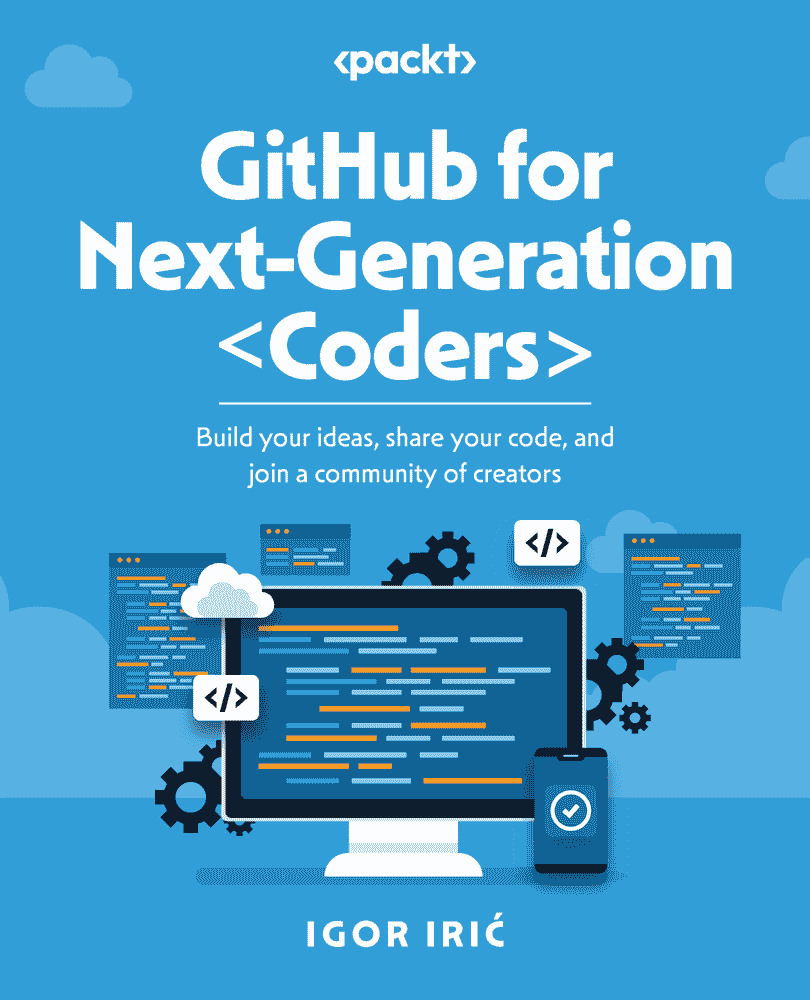 <packt>
GitHub for
Next-Generation
<Coders>
Build your ideas, share your code, and
join a community of creators
</>
</>
IGOR IRIĆ